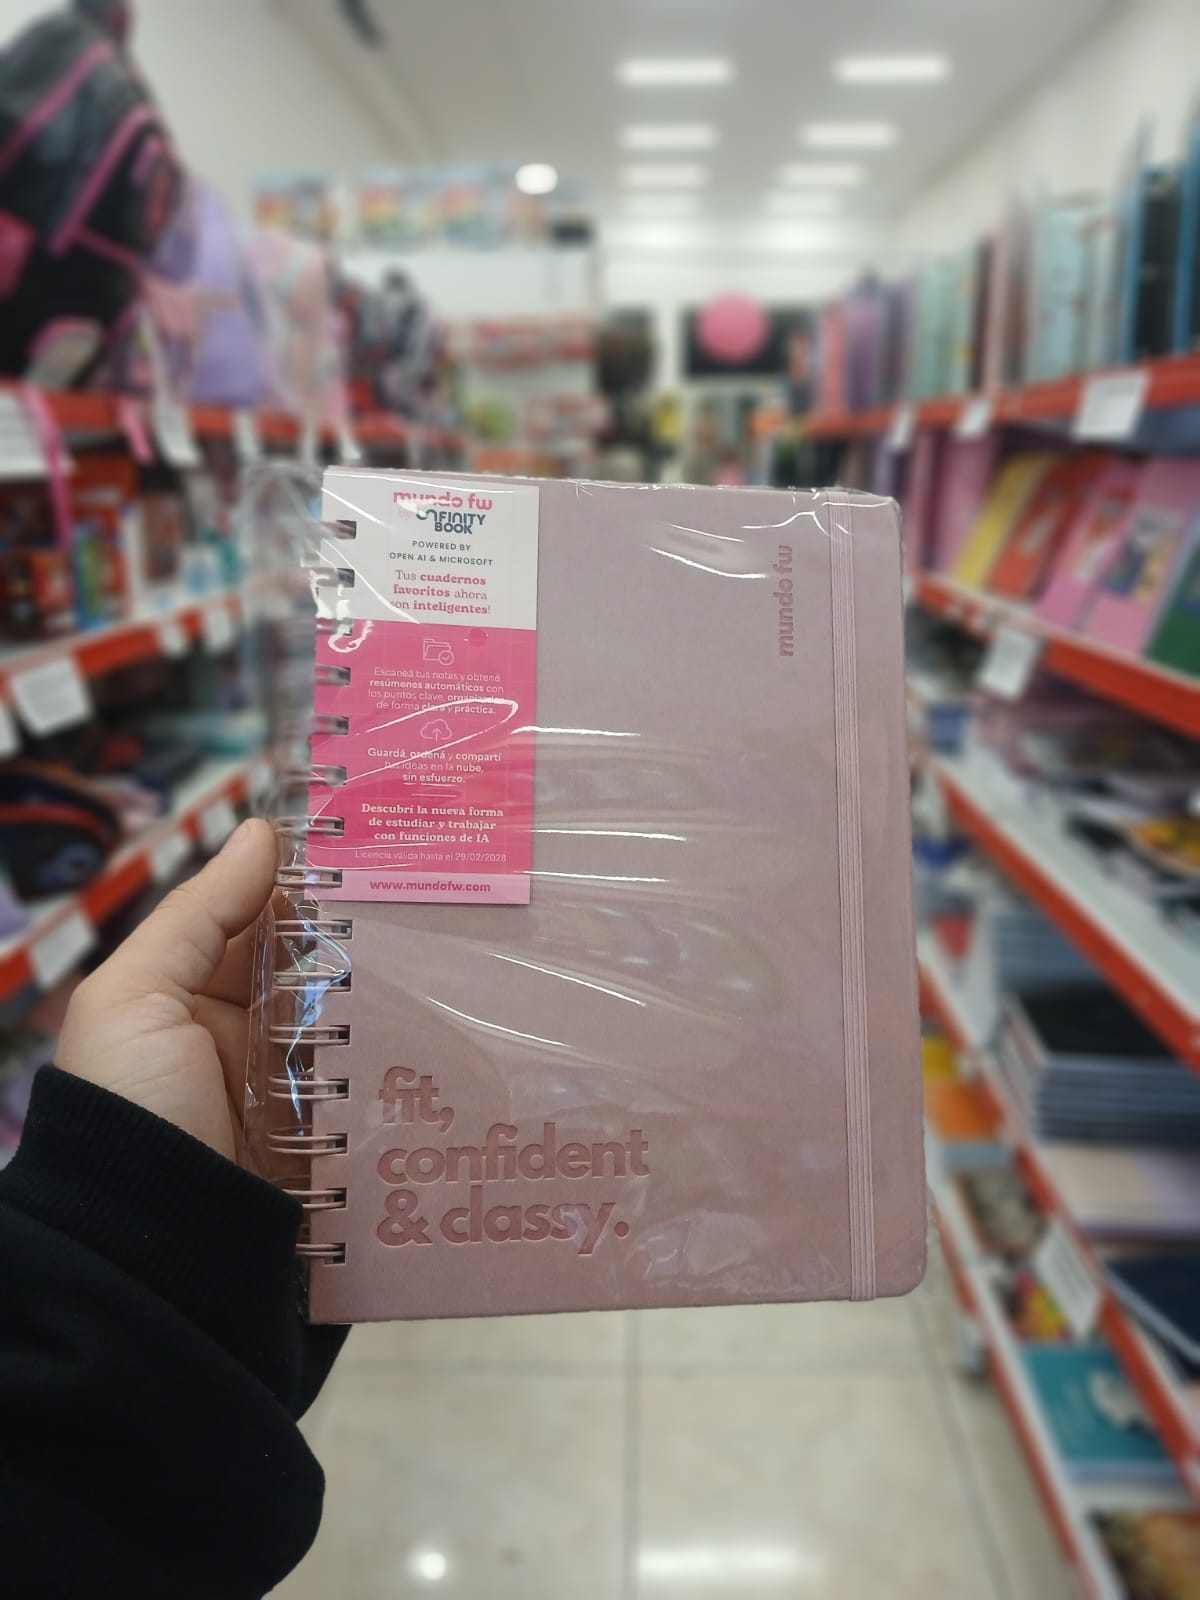 mundo fw
by INFINITY
BOOK
POWERED BY
OPEN AI & MICROSOFT
Tus cuadernos
favoritos ahora
son inteligentes!
Escaneá tus notas y obtené
resúmenes automáticos con
los puntos clave, organizados
de forma clara y práctica.
Guardá, ordená y compartí
tus ideas en la nube,
sin esfuerzo.
Descubrí la nueva forma
de estudiar y trabajar
con funciones de IA
Licencia válida hasta el 29/02/2028
www.mundofw.com
mundo fw
fit,
confident
& classy.